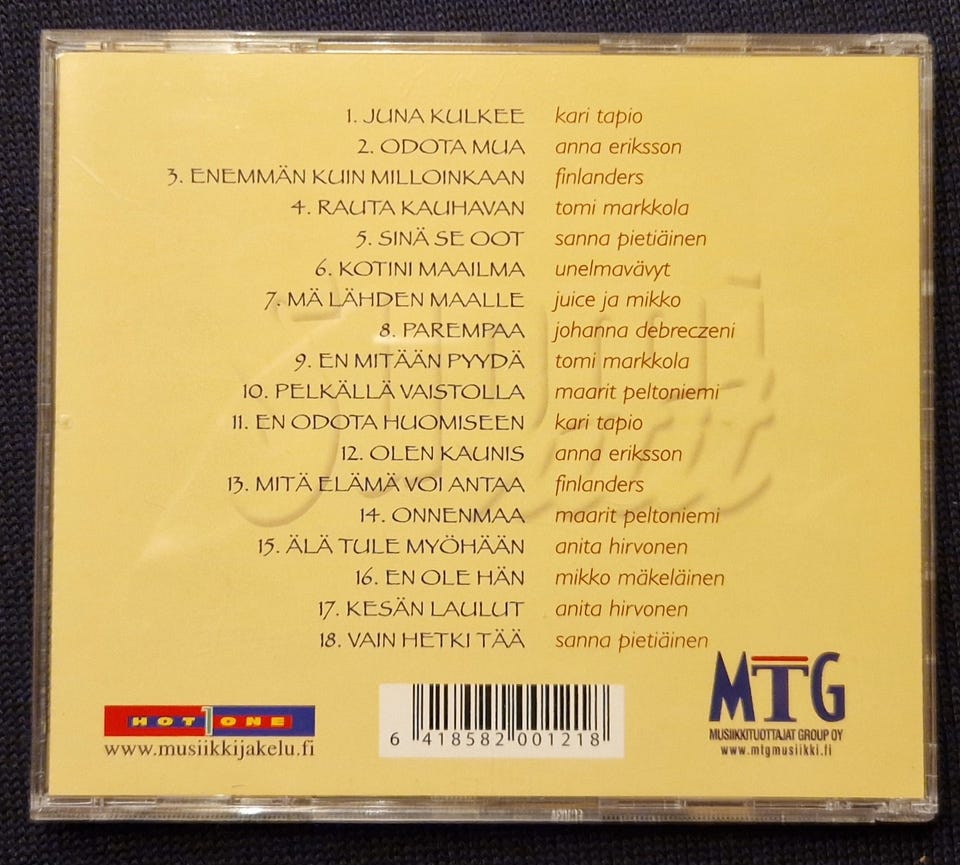 1. JUNA KULKEE kari tapio
2. ODOTA MUA anna eriksson
3. ENEMMÄN KUIN MILLOINKAAN finlanders
4. RAUTA KAUHAVAN tomi markkola
5. SINÄ SE OOT sanna pietiäinen
6. KOTINI MAAILMA unelmavävyt
7. MÄ LÄHDEN MAALLE juice ja mikko
8. PAREMPAA johanna debreczeni
9. EN MITÄÄN PYYDÄ tomi markkola
10. PELKÄLLÄ VAISTOLLA maarit peltoniemi
11. EN ODOTA HUOMISEEN kari tapio
12. OLEN KAUNIS anna eriksson
13. MITÄ ELÄMÄ VOI ANTAA finlanders
14. ONNENMAA maarit peltoniemi
15. ÄLÄ TULE MYÖHÄÄN anita hirvonen
16. EN OLE HÄN mikko mäkeläinen
17. KESÄN LAULUT anita hirvonen
18. VAIN HETKI TÄÄ sanna pietiäinen
HOT 1 ONE
www.musiikkijakelu.fi
6 418582 001218
MTG
MUSIIKKITUOTTAJAT GROUP OY
www.mtgmusiikki.fi